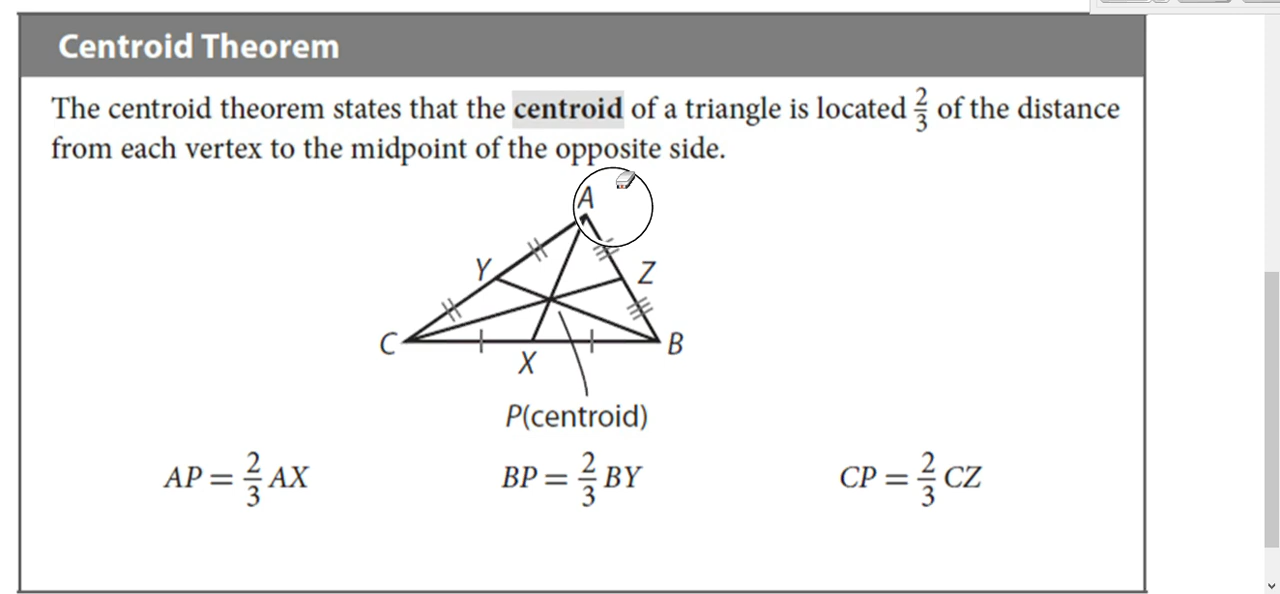 Centroid Theorem
The centroid theorem states that the centroid of a triangle is located 2/3 of the distance
from each vertex to the midpoint of the opposite side.
A
Y
Z
C
B
X
P(centroid)
AP = 2/3 AX
BP = 2/3 BY
CP = 2/3 CZ